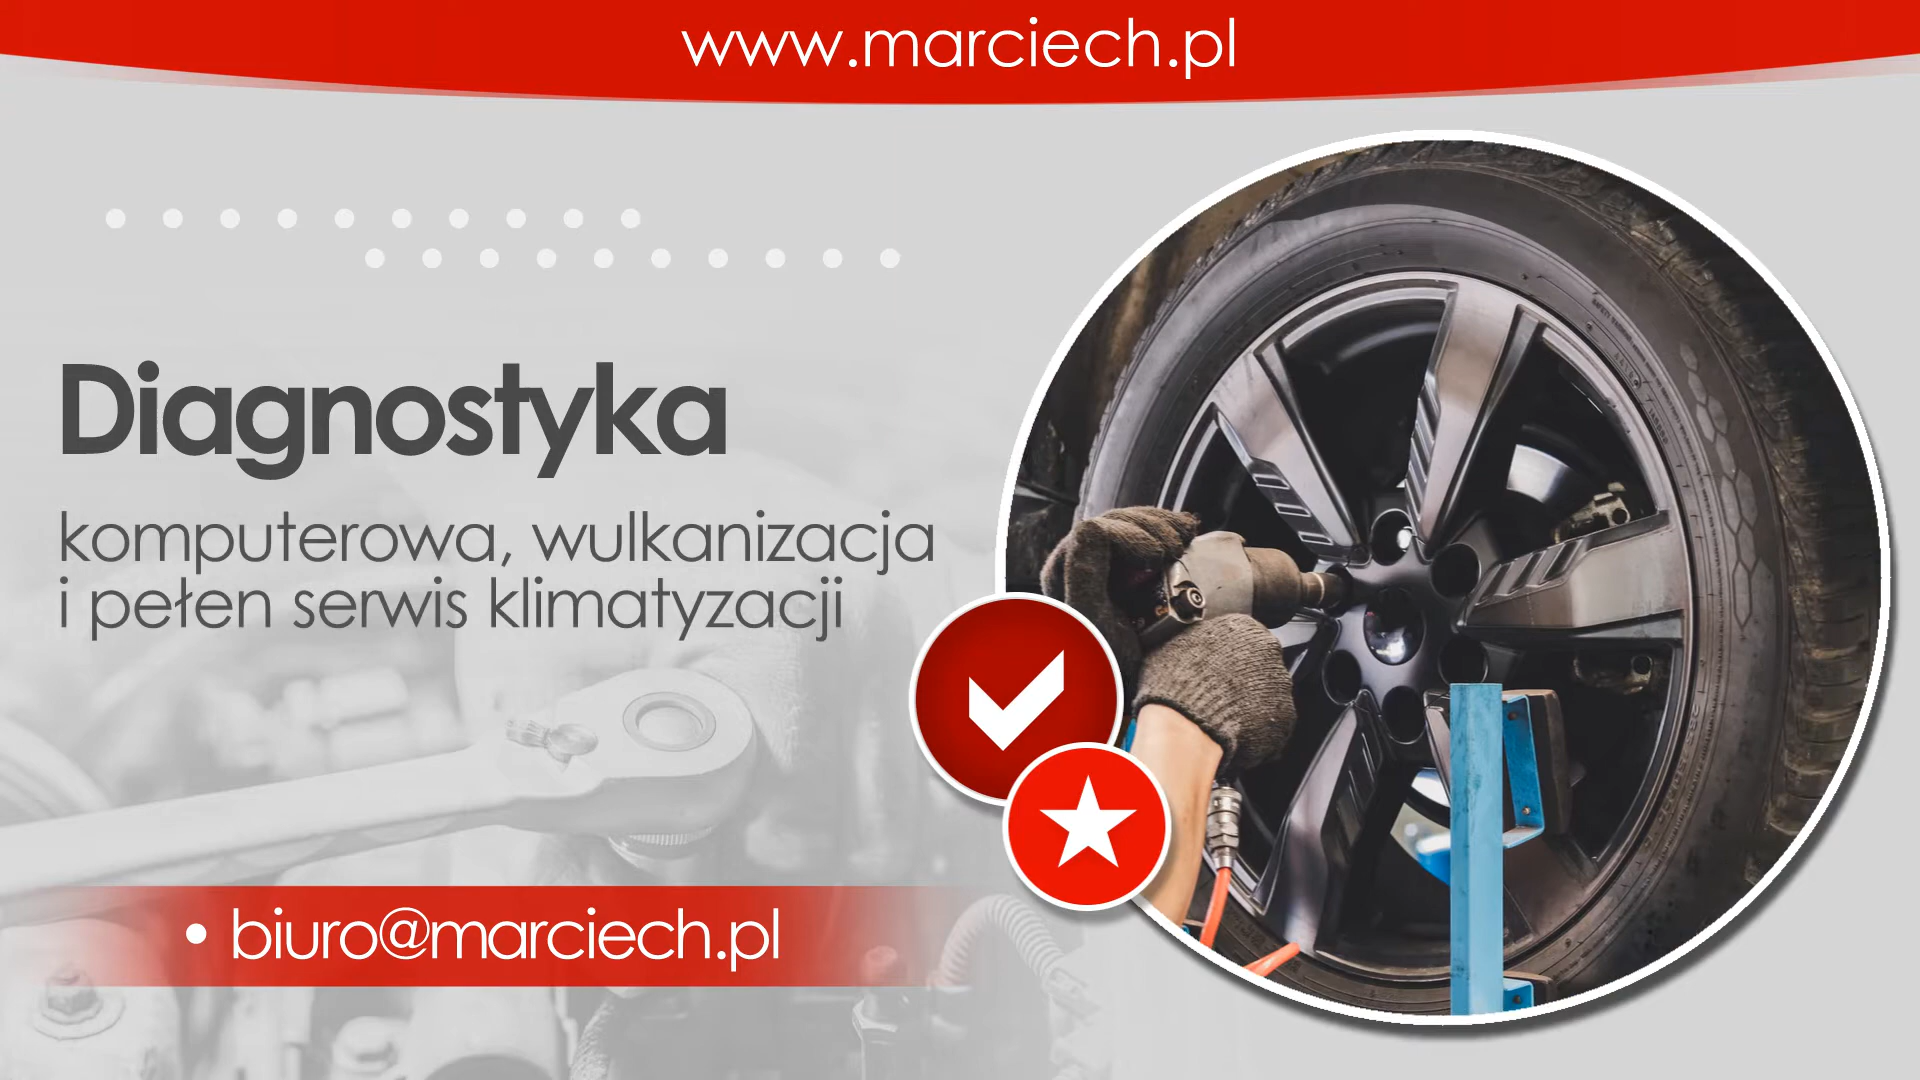 www.marciech.pl
Diagnostyka
komputerowa, wulkanizacja
i pełen serwis klimatyzacji
• biuro@marciech.pl